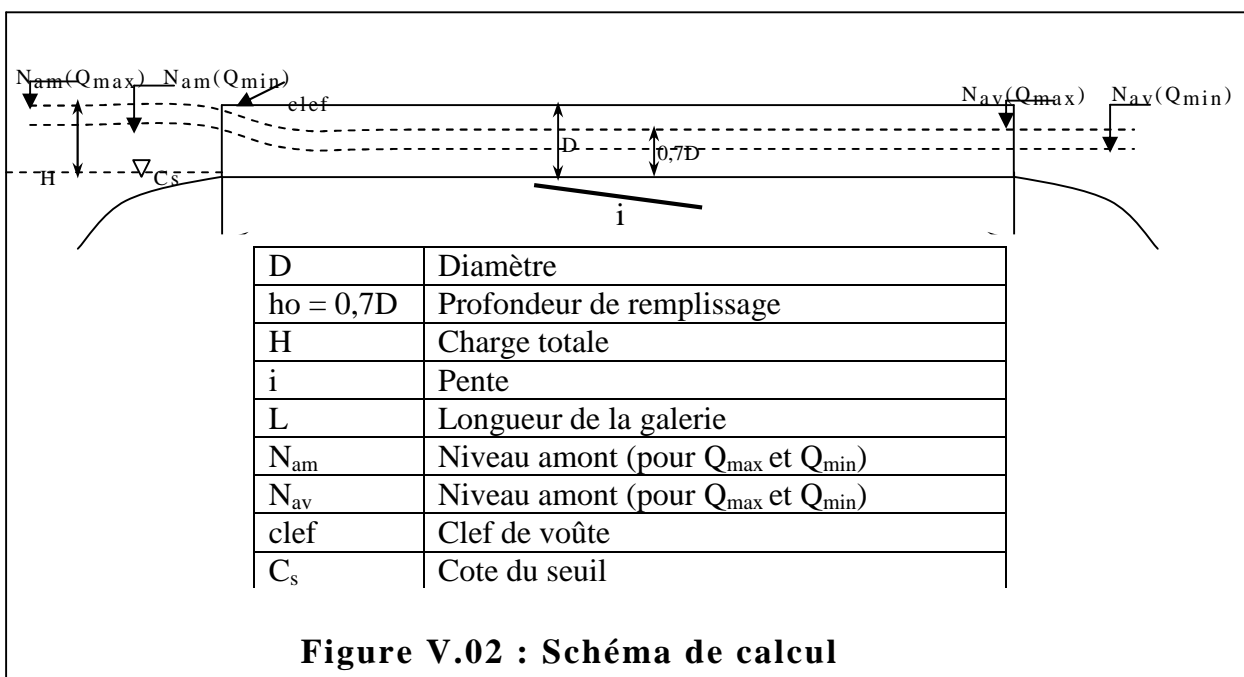 Nam(Qmax) Nam(Qmin)
clef
Nav(Qmax) Nav(Qmin)
D
0,7D
H
Cs
i
D Diamètre
ho = 0,7D Profondeur de remplissage
H Charge totale
i Pente
L Longueur de la galerie
Nam Niveau amont (pour Qmax et Qmin)
Nav Niveau amont (pour Qmax et Qmin)
clef Clef de voûte
Cs Cote du seuil
Figure V.02 : Schéma de calcul